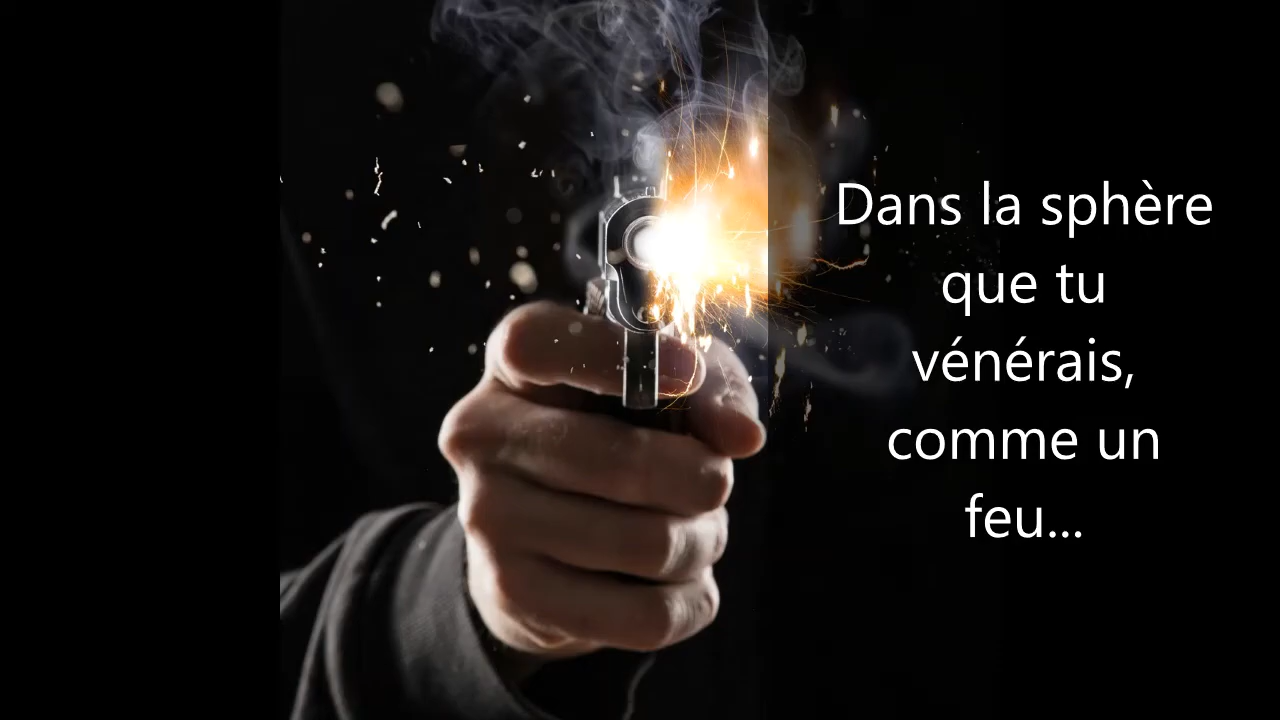 Dans la sphère
que tu
vénérais,
comme un
feu...